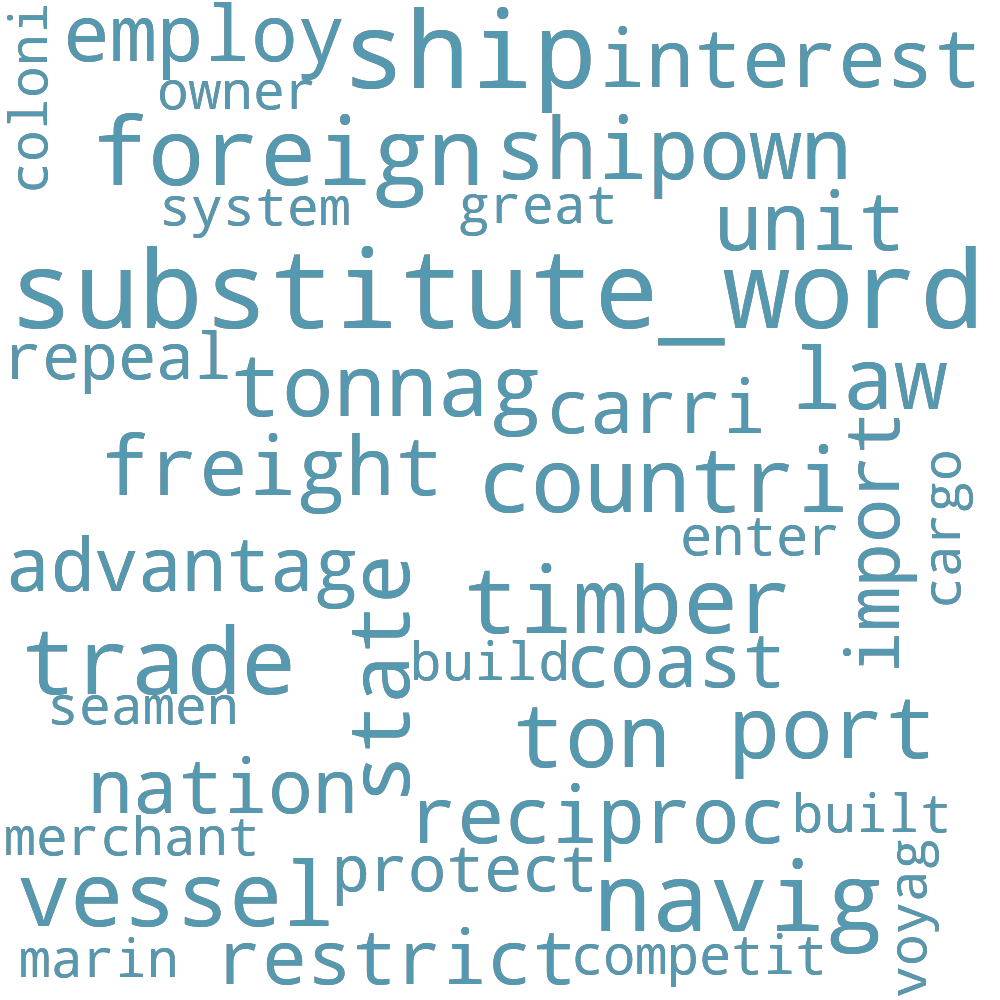 coloni
employ
ship
interest
owner
foreign
shipown
system
great
unit
substitute_word
repeal
tonnag
carri
law
freight
countri
import
cargo
enter
advantag
state
timber
trade
build
coast
seamen
ton
port
nation
reciproc
built
merchant
protect
voyag
vessel
navig
marin
restrict
competit